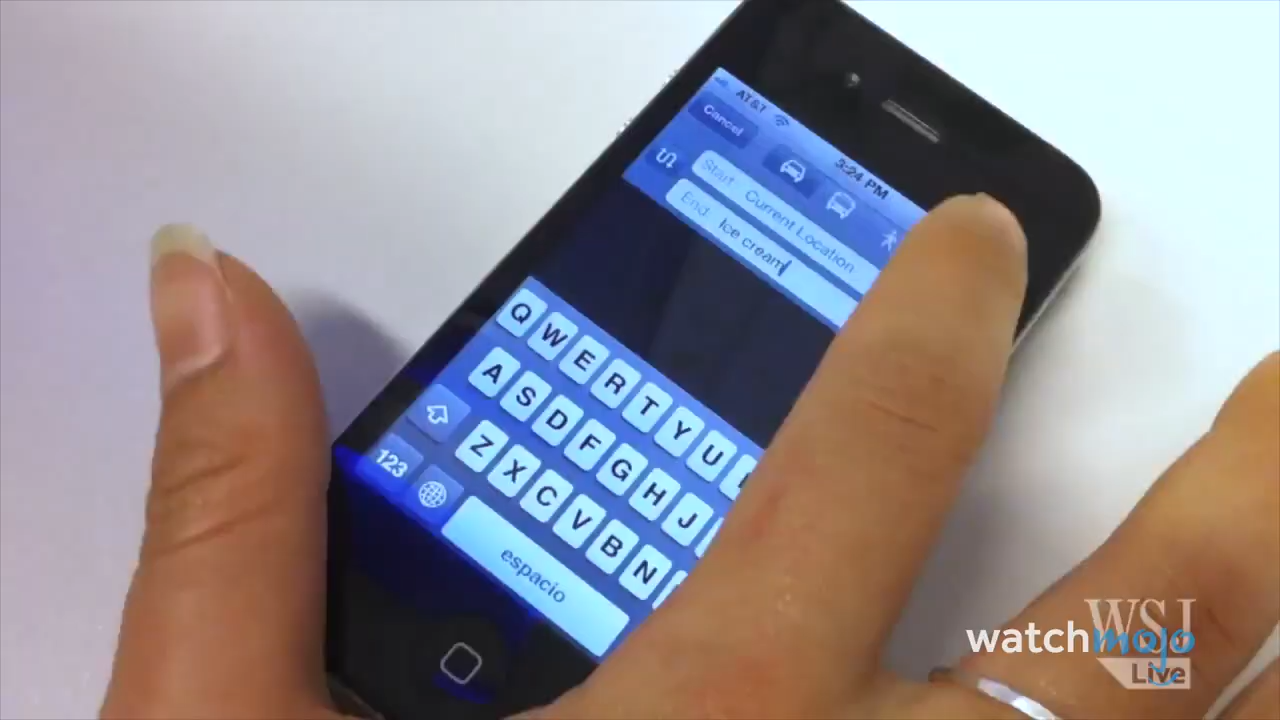 AT&T 3:24 PM
Cancel
Start: Current Location
End: Ice cream
Q W E R T Y U
A S D F G H J
Z X C V B N
123
espacio
WSJ
watchmojo
Live